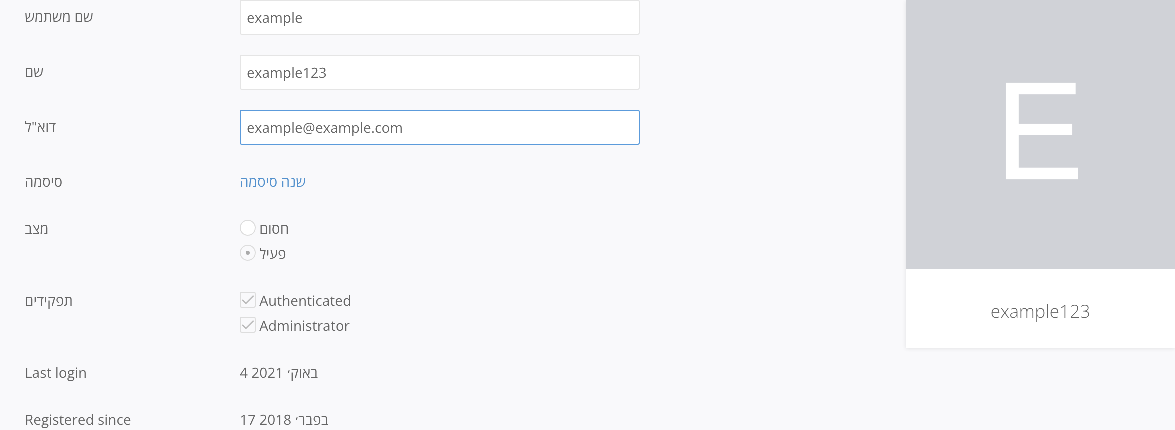 שם משתמש
example
שם
example123
דוא"ל
example@example.com
סיסמה
שנה סיסמה
מצב
חסום
פעיל
תפקידים
Authenticated
Administrator
Last login
4 באוק׳ 2021
Registered since
17 בפבר׳ 2018
E
example123